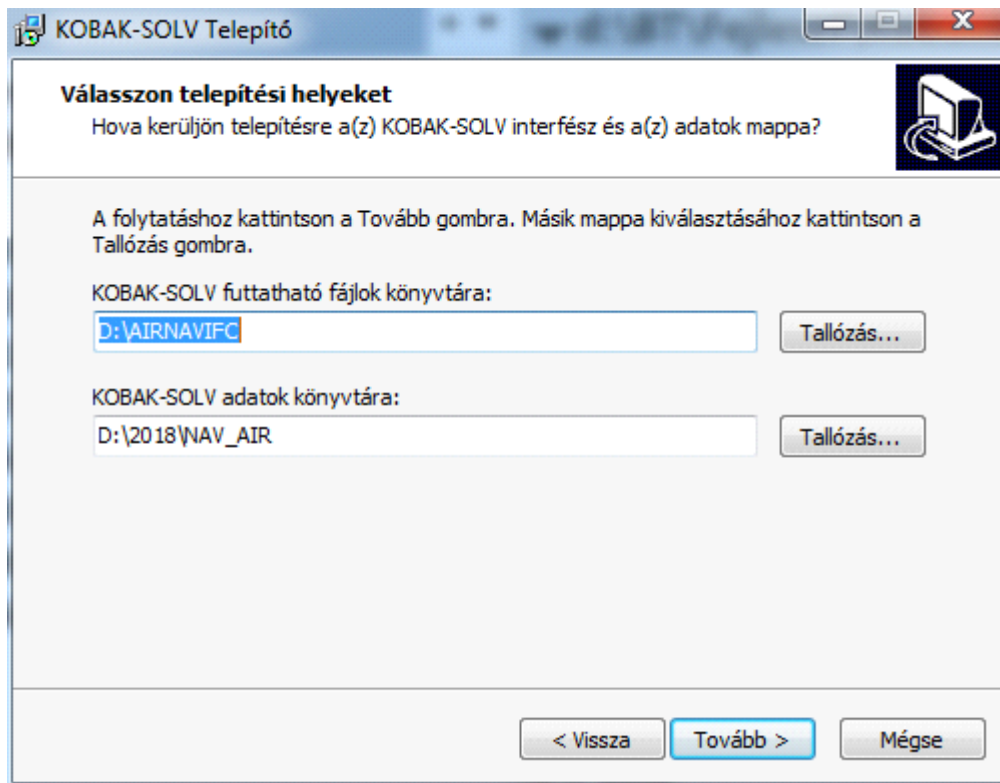 KOBAK-SOLV Telepítő
Válasszon telepítési helyeket
Hova kerüljön telepítésre a(z) KOBAK-SOLV interfész és a(z) adatok mappa?
A folytatáshoz kattintson a Tovább gombra. Másik mappa kiválasztásához kattintson a
Tallózás gombra.
KOBAK-SOLV futtatható fájlok könyvtára:
D:\AIRNAVIFC
Tallózás...
KOBAK-SOLV adatok könyvtára:
D:\2018\NAV_AIR
Tallózás...
< Vissza
Tovább >
Mégse